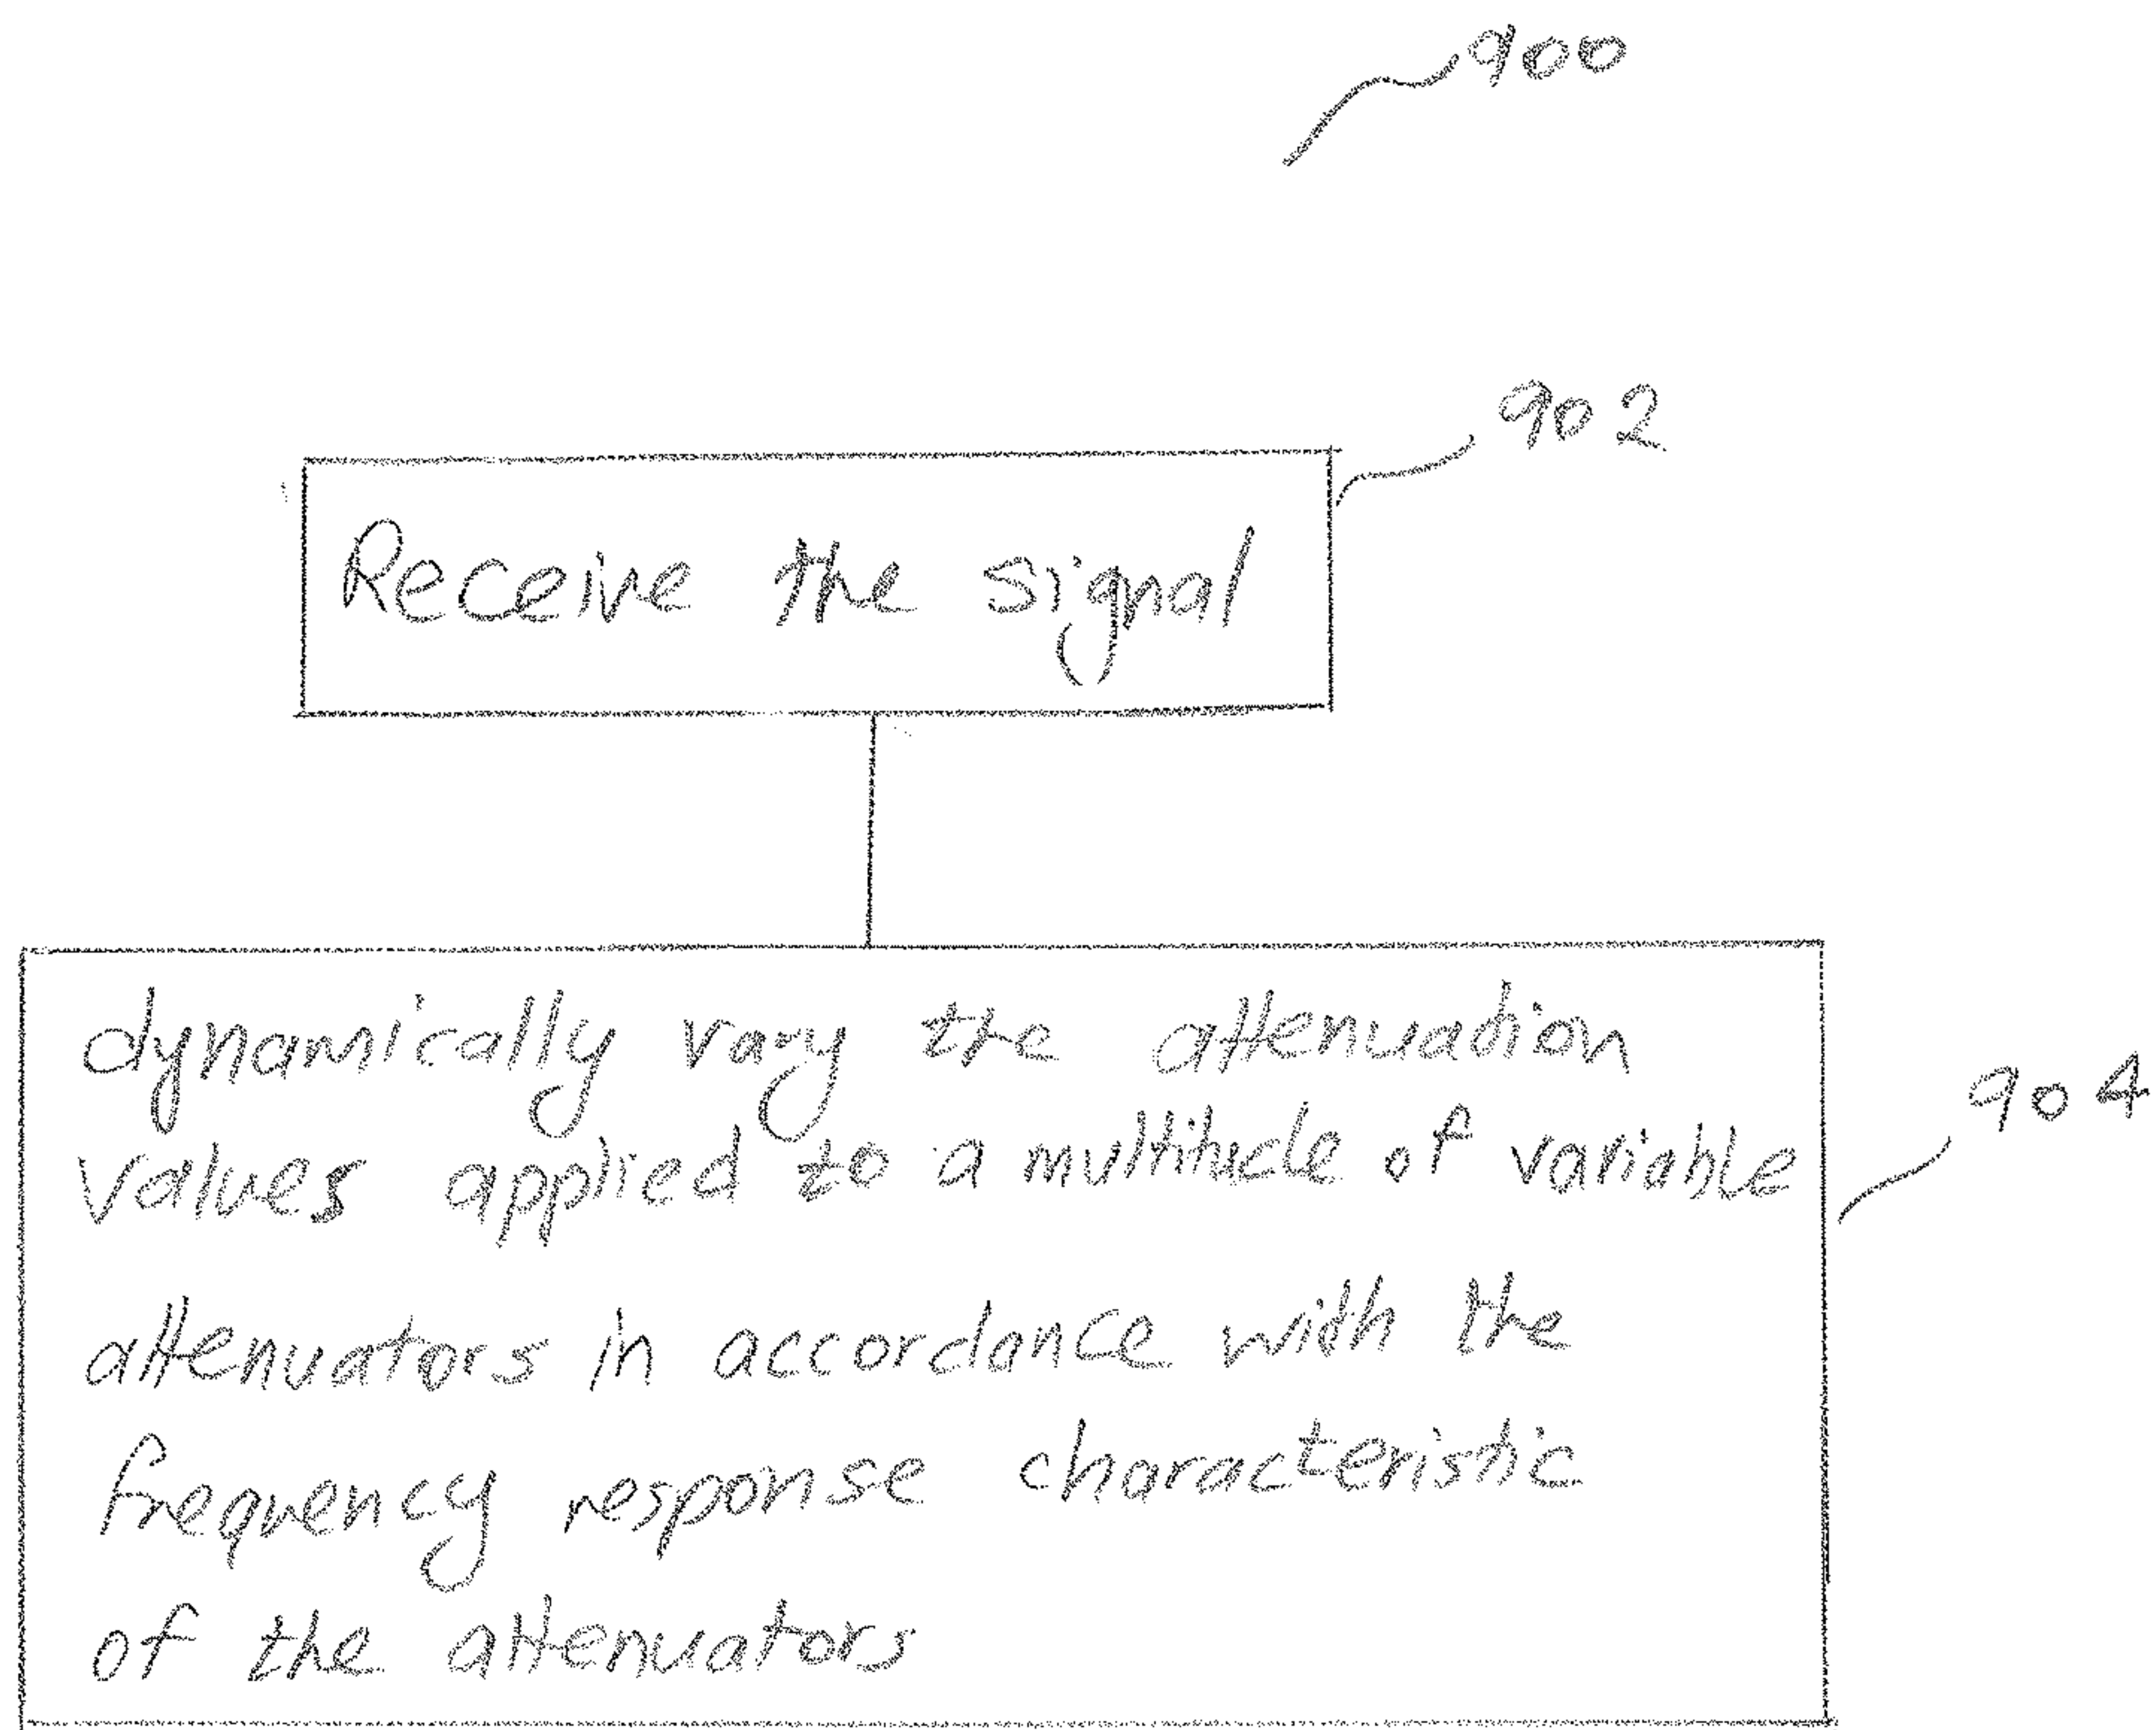 900
902
Receive the signal
dynamically vary the attenuation
values applied to a multitude of variable
904
attenuators in accordance with the
frequency response characteristic
of the attenuators